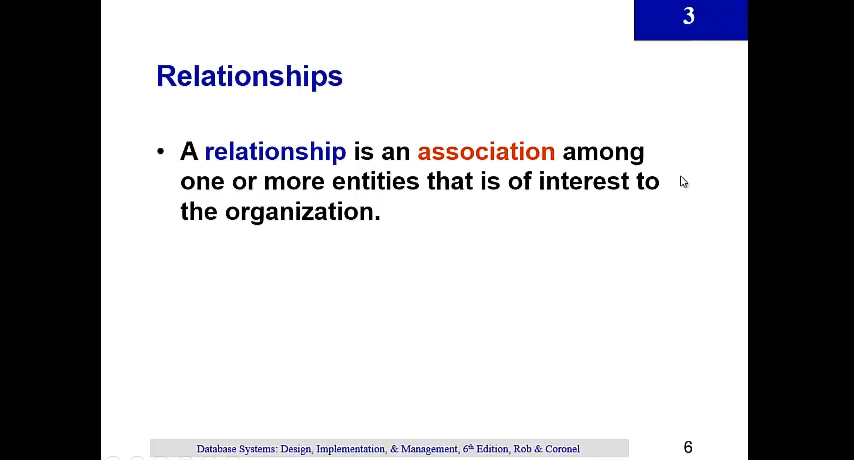 3
Relationships
• A relationship is an association among
one or more entities that is of interest to
the organization.
Database Systems: Design, Implementation, & Management, 6th Edition, Rob & Coronel
6